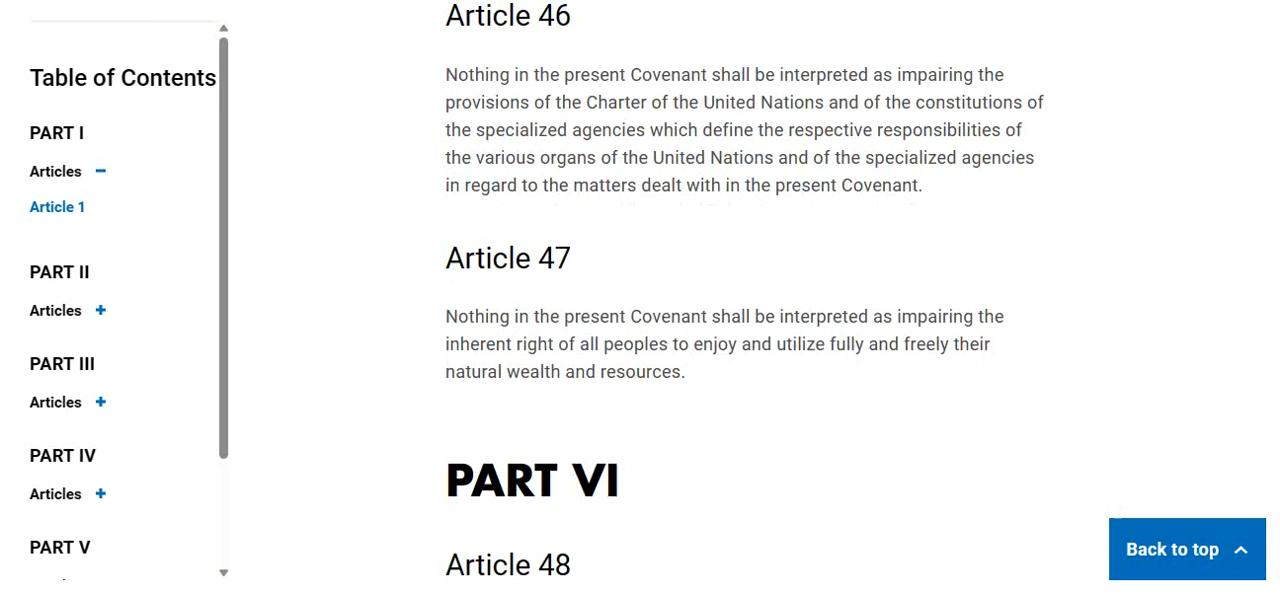 Table of Contents
PART I
Articles
Article 1
PART II
Articles
PART III
Articles
PART IV
Articles
PART V
Article 46
Nothing in the present Covenant shall be interpreted as impairing the
provisions of the Charter of the United Nations and of the constitutions of
the specialized agencies which define the respective responsibilities of
the various organs of the United Nations and of the specialized agencies
in regard to the matters dealt with in the present Covenant.
Article 47
Nothing in the present Covenant shall be interpreted as impairing the
inherent right of all peoples to enjoy and utilize fully and freely their
natural wealth and resources.
PART VI
Article 48
Back to top